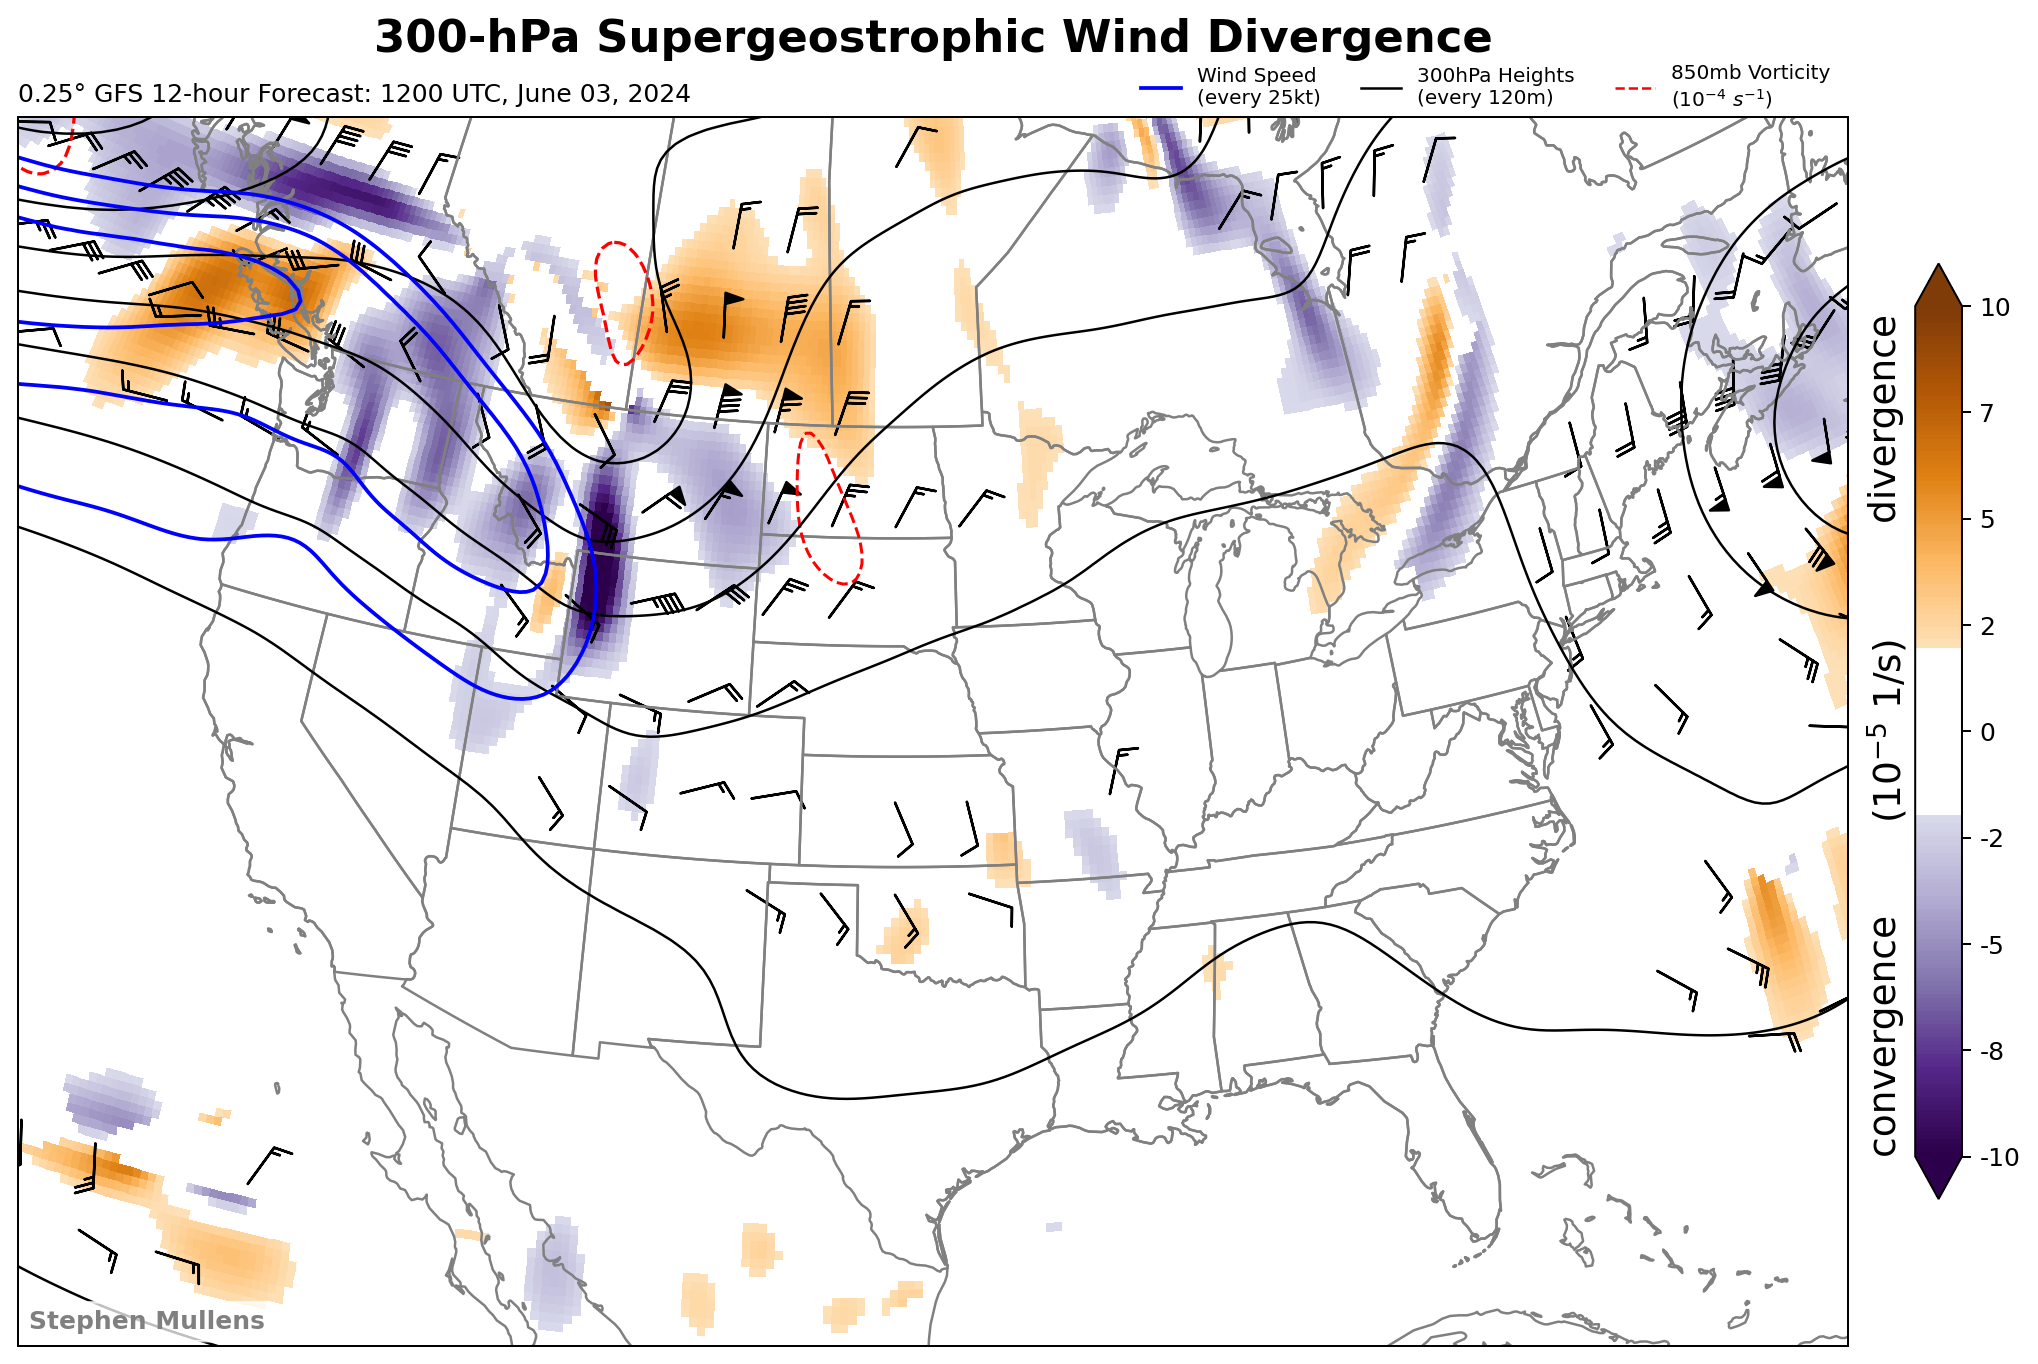 300-hPa Supergeostrophic Wind Divergence
0.25° GFS 12-hour Forecast: 1200 UTC, June 03, 2024
Wind Speed
(every 25kt)
300hPa Heights
(every 120m)
850mb Vorticity
(10⁻⁴ s⁻¹)
10
7
5
2
0
-2
-5
-8
-10
convergence (10⁻⁵ 1/s) divergence
Stephen Mullens